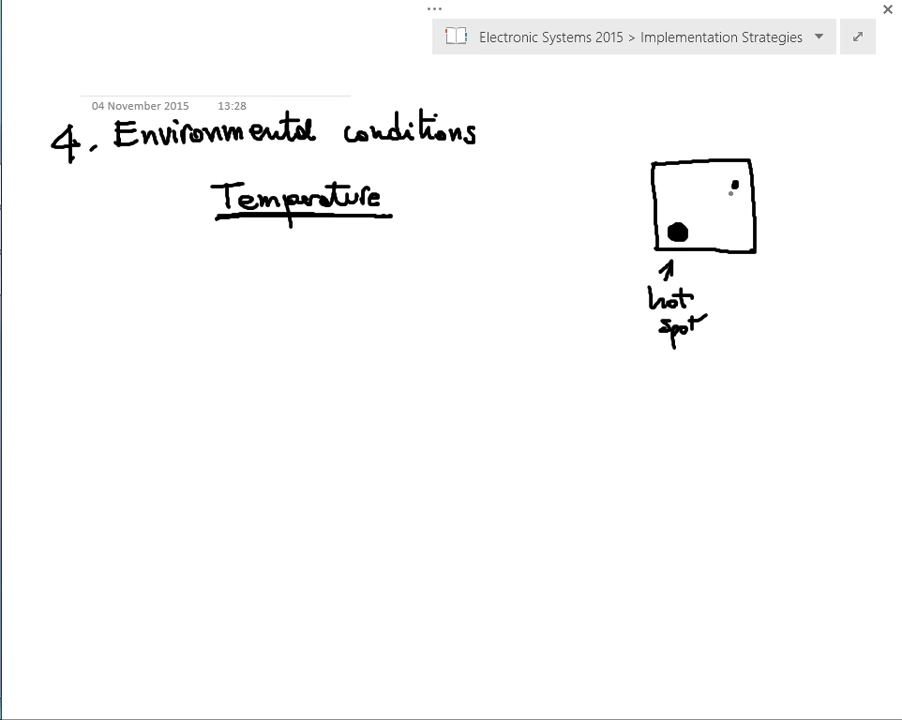 Electronic Systems 2015 > Implementation Strategies
04 November 2015 13:28
4. Environmental conditions
Temperature
hot
spot